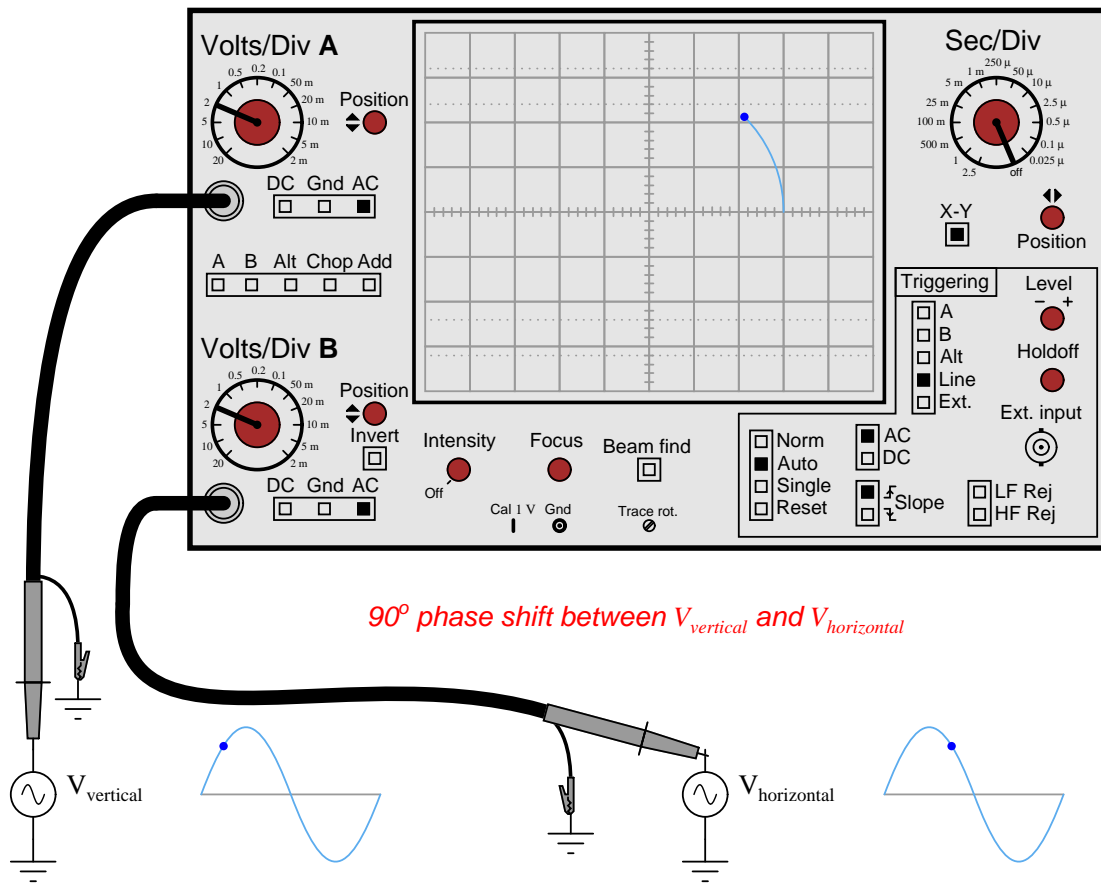 Volts/Div A
20 10 5 2 1 0.5 0.2 0.1 50 m 20 m 10 m 5 m 2 m
Position
DC Gnd AC
A B Alt Chop Add
Volts/Div B
20 10 5 2 1 0.5 0.2 0.1 50 m 20 m 10 m 5 m 2 m
Position
Invert
DC Gnd AC
Intensity
Off
Focus
Beam find
Cal 1 V Gnd Trace rot.
Sec/Div
2.5 1 500 m 100 m 25 m 5 m 1 m 250 µ 50 µ 10 µ 2.5 µ 0.5 µ 0.1 µ 0.025 µ off
X-Y
Position
Triggering
A
B
Alt
Line
Ext.
Level
− +
Holdoff
Ext. input
Norm
Auto
Single
Reset
AC
DC
Slope
LF Rej
HF Rej
90° phase shift between Vvertical and Vhorizontal
Vvertical
Vhorizontal